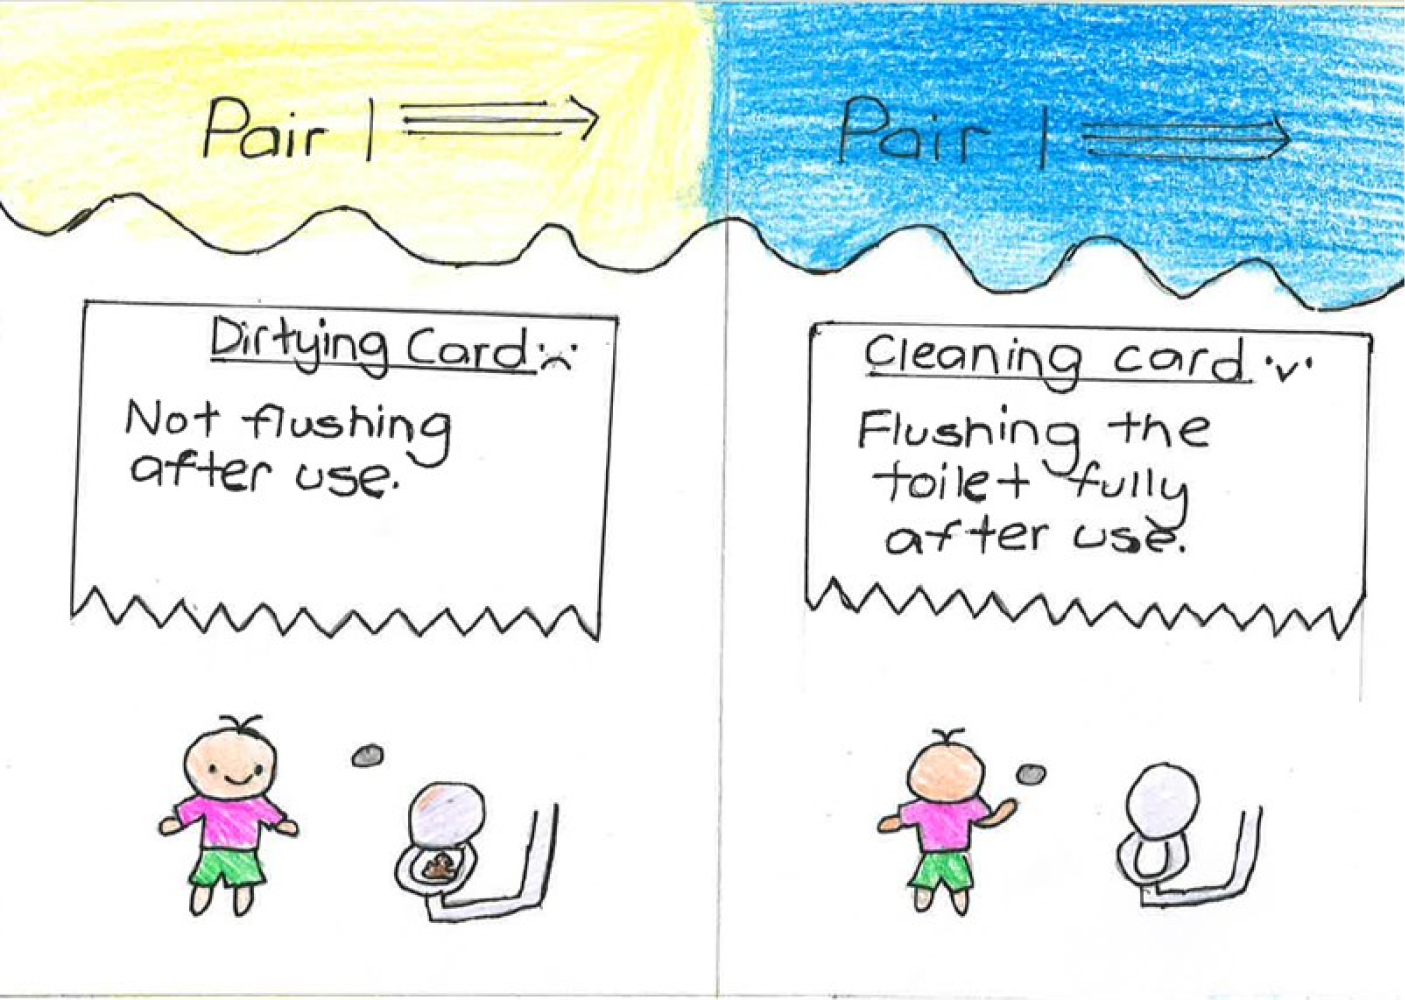 Pair 1
Pair 1
Dirtying Card
Not flushing
after use.
Cleaning card
Flushing the
toilet fully
after use.